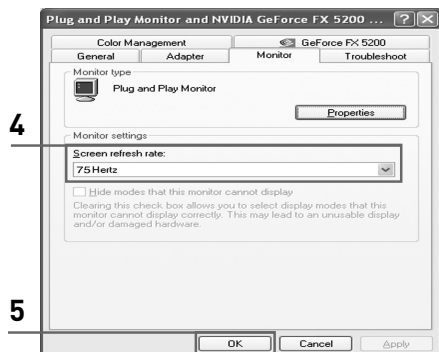 Plug and Play Monitor and NVIDIA GeForce FX 5200 ...
Color Management
GeForce FX 5200
General
Adapter
Monitor
Troubleshoot
Monitor type
Plug and Play Monitor
Properties
4
Monitor settings
Screen refresh rate:
75 Hertz
Hide modes that this monitor cannot display
Clearing this check box allows you to select display modes that this
monitor cannot display correctly. This may lead to an unusable display
and/or damaged hardware.
5
OK
Cancel
Apply